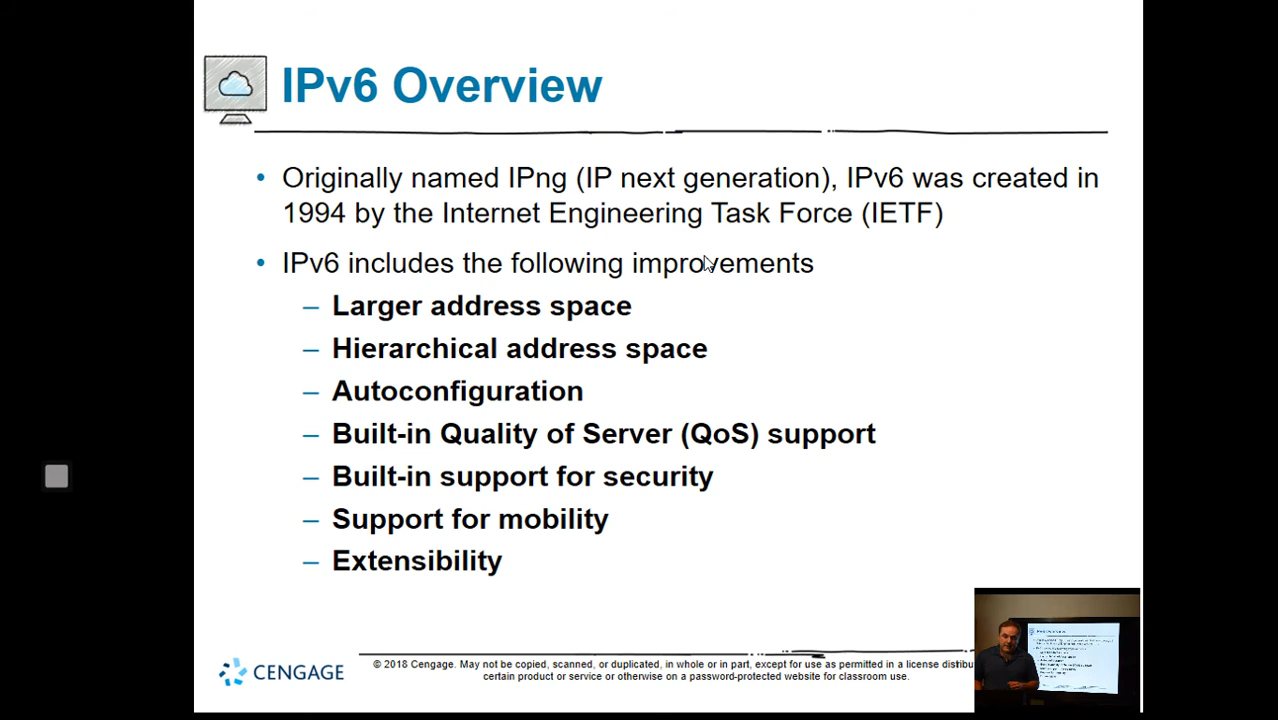 IPv6 Overview
• Originally named IPng (IP next generation), IPv6 was created in
1994 by the Internet Engineering Task Force (IETF)
• IPv6 includes the following improvements
– Larger address space
– Hierarchical address space
– Autoconfiguration
– Built-in Quality of Server (QoS) support
– Built-in support for security
– Support for mobility
– Extensibility
CENGAGE
© 2018 Cengage. May not be copied, scanned, or duplicated, in whole or in part, except for use as permitted in a license
certain product or service or otherwise on a password-protected website for classroom use.